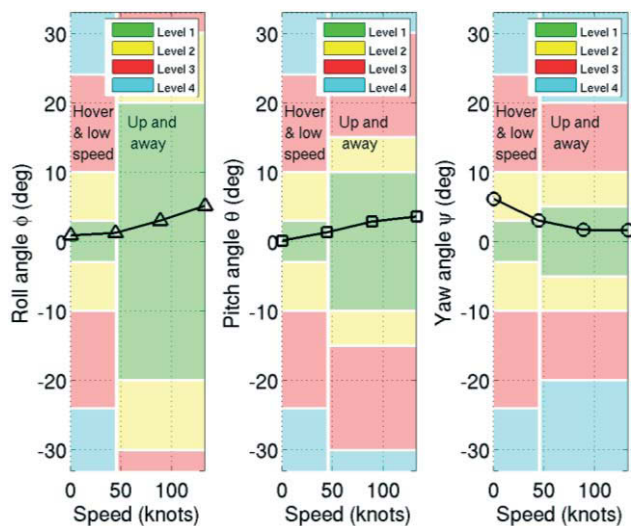 Level 1
Level 2
Level 3
Level 4
Hover & low speed
Up and away
Roll angle ϕ (deg)
30
20
10
0
-10
-20
-30
0 50 100
Speed (knots)
Level 1
Level 2
Level 3
Level 4
Hover & low speed
Up and away
Pitch angle θ (deg)
30
20
10
0
-10
-20
-30
0 50 100
Speed (knots)
Level 1
Level 2
Level 3
Level 4
Hover & low speed
Up and away
Yaw angle ψ (deg)
30
20
10
0
-10
-20
-30
0 50 100
Speed (knots)